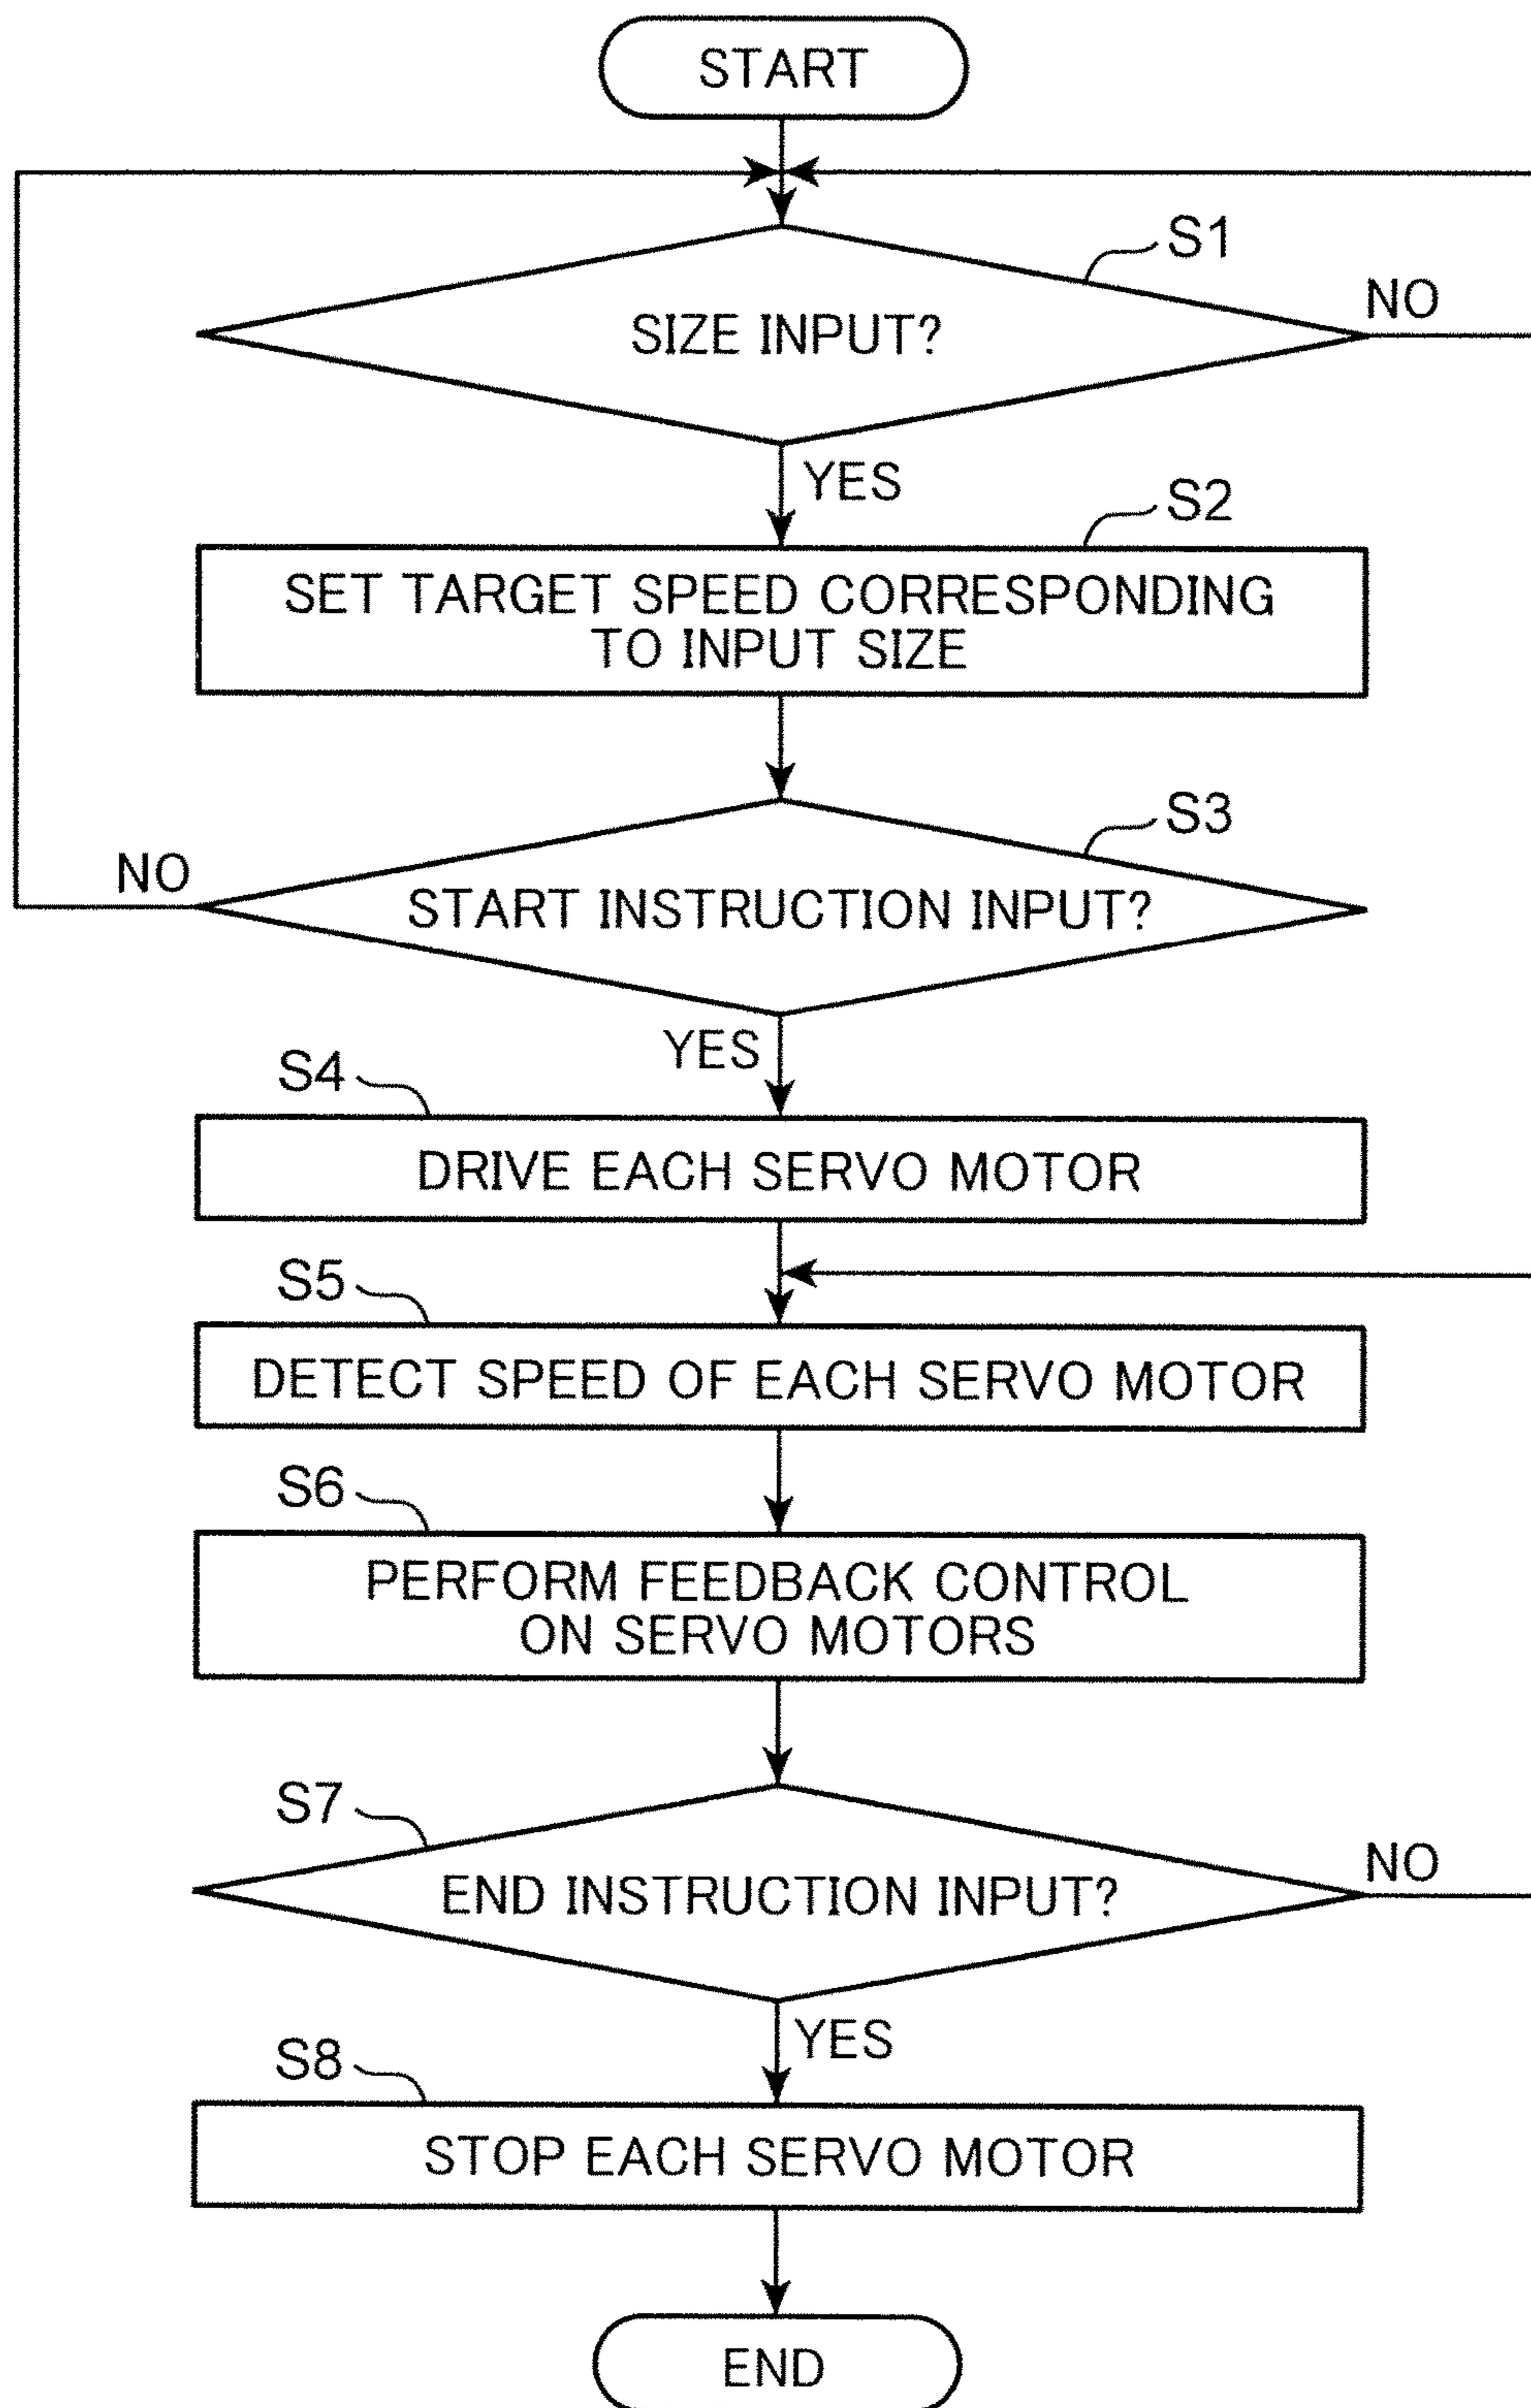 START
S1
NO
SIZE INPUT?
YES
S2
SET TARGET SPEED CORRESPONDING
TO INPUT SIZE
S3
NO
START INSTRUCTION INPUT?
YES
S4
DRIVE EACH SERVO MOTOR
S5
DETECT SPEED OF EACH SERVO MOTOR
S6
PERFORM FEEDBACK CONTROL
ON SERVO MOTORS
S7
NO
END INSTRUCTION INPUT?
YES
S8
STOP EACH SERVO MOTOR
END